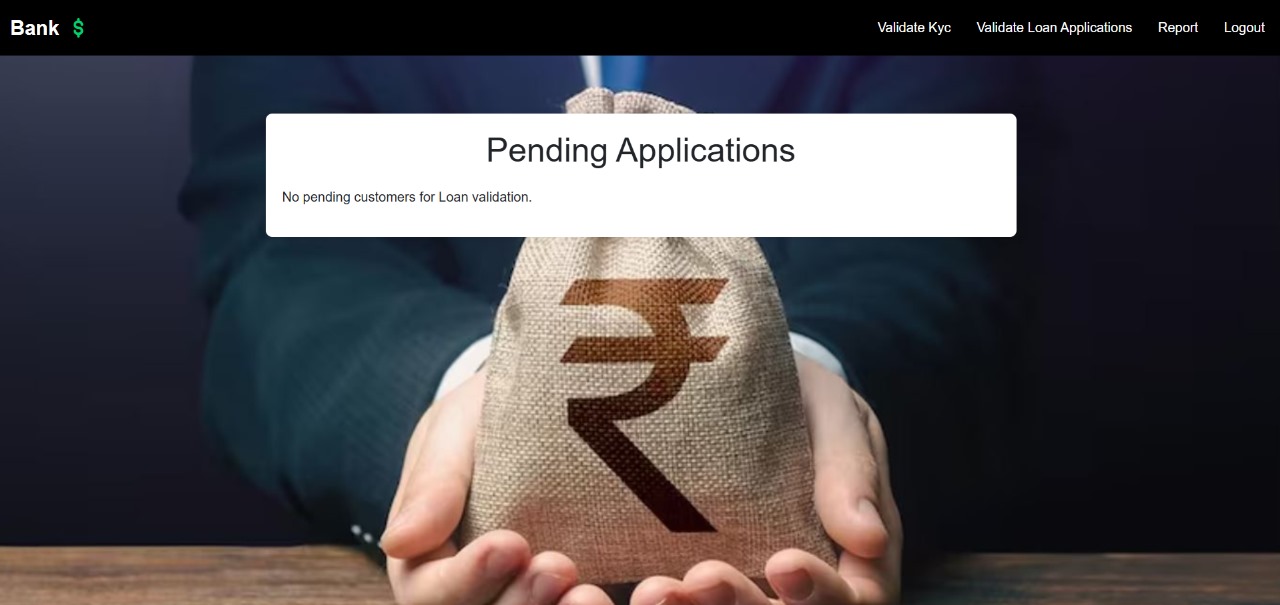 Bank $
Validate Kyc
Validate Loan Applications
Report
Logout
Pending Applications
No pending customers for Loan validation.
₹